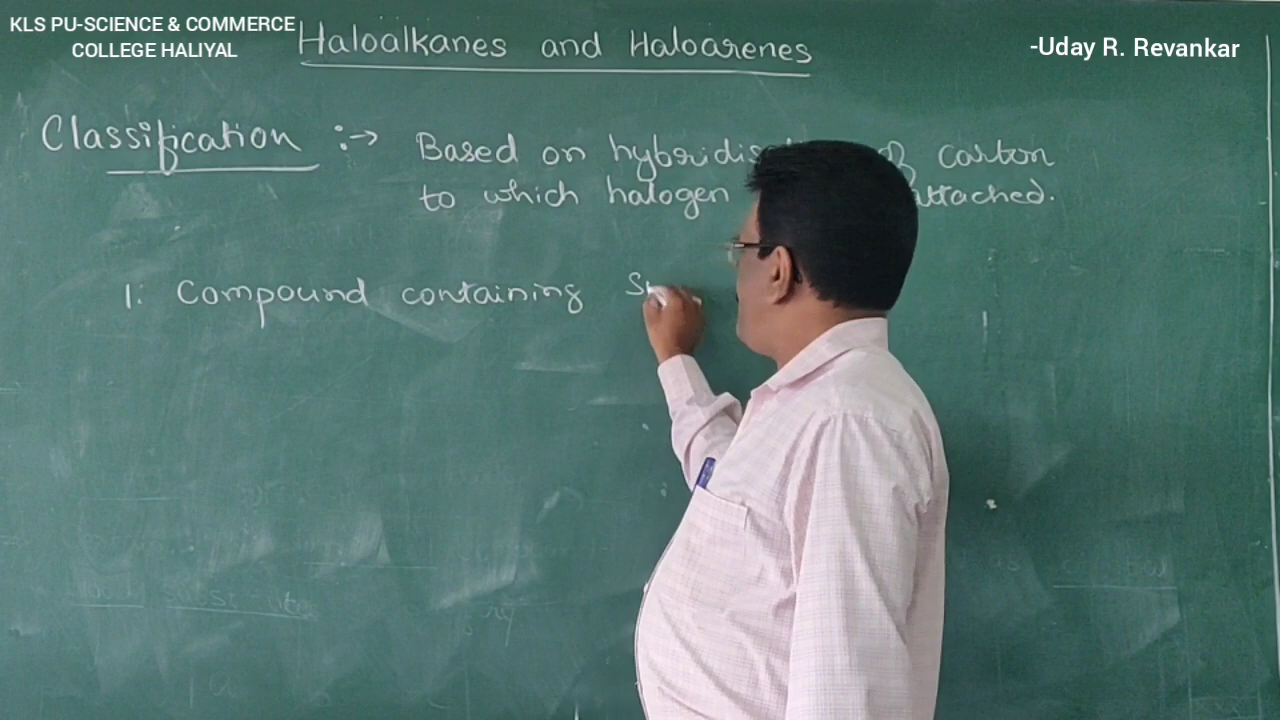 KLS PU-SCIENCE & COMMERCE
COLLEGE HALIYAL
-Uday R. Revankar
Haloalkanes and Haloarenes
Classification :-> Based on of carbon
to which halogen attached.
1: Compound containing